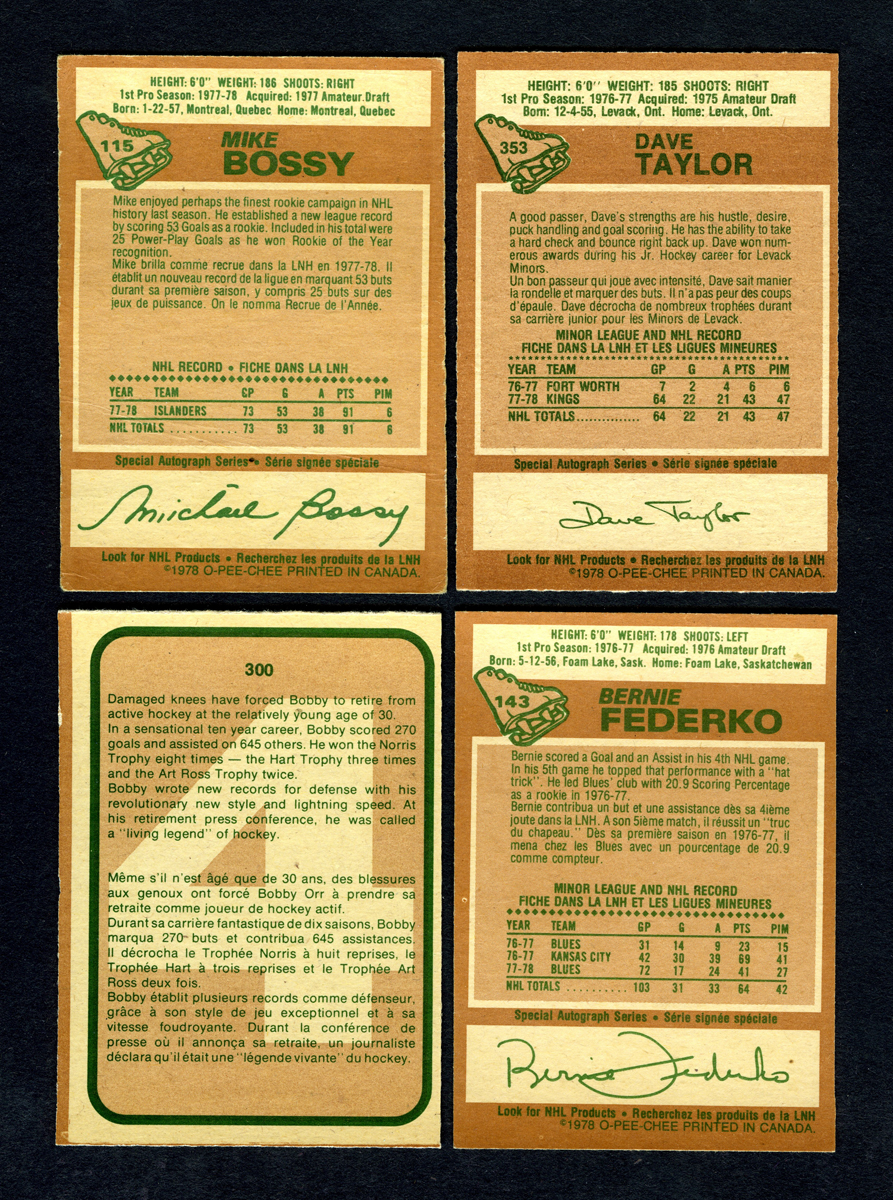 HEIGHT: 6'0" WEIGHT: 186 SHOOTS: RIGHT
1st Pro Season: 1977-78 Acquired: 1977 Amateur Draft
Born: 1-22-57, Montreal, Quebec Home: Montreal, Quebec
115
MIKE
BOSSY
Mike enjoyed perhaps the finest rookie campaign in NHL
history last season. He established a new league record
by scoring 53 Goals as a rookie. Included in his total were
25 Power-Play Goals as he won Rookie of the Year
recognition.
Mike brilla comme recrue dans la LNH en 1977-78. Il
établit un nouveau record de la ligue en marquant 53 buts
durant sa première saison, y compris 25 buts sur des
jeux de puissance. On le nomma Recrue de l'Année.
NHL RECORD • FICHE DANS LA LNH
YEAR TEAM GP G A PTS PIM
77-78 ISLANDERS 73 53 38 91 6
NHL TOTALS ........... 73 53 38 91 6
Special Autograph Series • Série signée spéciale
Michael Bossy
Look for NHL Products • Recherchez les produits de la LNH
©1978 O-PEE-CHEE PRINTED IN CANADA.
HEIGHT: 6'0'' WEIGHT: 185 SHOOTS: RIGHT
1st Pro Season: 1976-77 Acquired: 1975 Amateur Draft
Born: 12-4-55, Levack, Ont. Home: Levack, Ont.
353
DAVE
TAYLOR
A good passer, Dave's strengths are his hustle, desire,
puck handling and goal scoring. He has the ability to take
a hard check and bounce right back up. Dave won num-
erous awards during his Jr. Hockey career for Levack
Minors.
Un bon passeur qui joue avec intensité, Dave sait manier
la rondelle et marquer des buts. Il n'a pas peur des coups
d'épaule. Dave décrocha de nombreux trophées durant
sa carrière junior pour les Minors de Levack.
MINOR LEAGUE AND NHL RECORD
FICHE DANS LA LNH ET LES LIGUES MINEURES
YEAR TEAM GP G A PTS PIM
76-77 FORT WORTH 7 2 4 6 6
77-78 KINGS 64 22 21 43 47
NHL TOTALS............... 64 22 21 43 47
Special Autograph Series • Série signée spéciale
Dave Taylor
Look for NHL Products • Recherchez les produits de la LNH
©1978 O-PEE-CHEE PRINTED IN CANADA.
4
300
Damaged knees have forced Bobby to retire from
active hockey at the relatively young age of 30.
In a sensational ten year career, Bobby scored 270
goals and assisted on 645 others. He won the Norris
Trophy eight times — the Hart Trophy three times
and the Art Ross Trophy twice.
Bobby wrote new records for defense with his
revolutionary new style and lightning speed. At
his retirement press conference, he was called
a ''living legend'' of hockey.
Même s'il n'est âgé que de 30 ans, des blessures
aux genoux ont forcé Bobby Orr à prendre sa
retraite comme joueur de hockey actif.
Durant sa carrière fantastique de dix saisons, Bobby
marqua 270 buts et contribua 645 assistances.
Il décrocha le Trophée Norris à huit reprises, le
Trophée Hart à trois reprises et le Trophée Art
Ross deux fois.
Bobby établit plusieurs records comme défenseur,
grâce à son style de jeu exceptionnel et à sa
vitesse foudroyante. Durant la conférence de
presse où il annonça sa retraite, un journaliste
déclara qu'il était une ''légende vivante'' du hockey.
HEIGHT: 6'0'' WEIGHT: 178 SHOOTS: LEFT
1st Pro Season: 1976-77 Acquired: 1976 Amateur Draft
Born: 5-12-56, Foam Lake, Sask. Home: Foam Lake, Saskatchewan
143
BERNIE
FEDERKO
Bernie scored a Goal and an Assist in his 4th NHL game.
In his 5th game he topped that performance with a ''hat
trick''. He led Blues' club with 20.9 Scoring Percentage
as a rookie in 1976-77.
Bernie contribua un but et une assistance dès sa 4ième
joute dans la LNH. A son 5ième match, il réussit un ''truc
du chapeau.'' Dès sa première saison en 1976-77, il
mena chez les Blues avec un pourcentage de 20.9
comme compteur.
MINOR LEAGUE AND NHL RECORD
FICHE DANS LA LNH ET LES LIGUES MINEURES
YEAR TEAM GP G A PTS PIM
76-77 BLUES 31 14 9 23 15
76-77 KANSAS CITY 42 30 39 69 41
77-78 BLUES 72 17 24 41 27
NHL TOTALS .......... 103 31 33 64 42
Special Autograph Series • Série signée spéciale
Bernie Federko
Look for NHL Products • Recherchez les produits de la LNH
©1978 O-PEE-CHEE PRINTED IN CANADA.